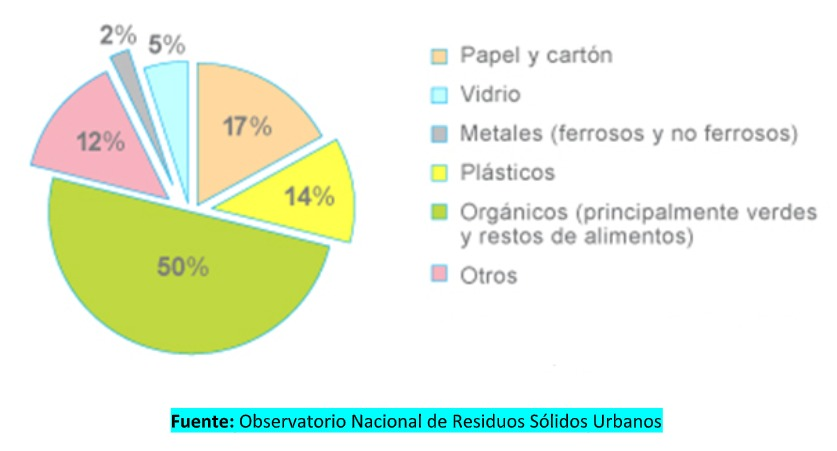 2%
5%
17%
12%
14%
50%
Papel y cartón
Vidrio
Metales (ferrosos y no ferrosos)
Plásticos
Orgánicos (principalmente verdes
y restos de alimentos)
Otros
Fuente: Observatorio Nacional de Residuos Sólidos Urbanos